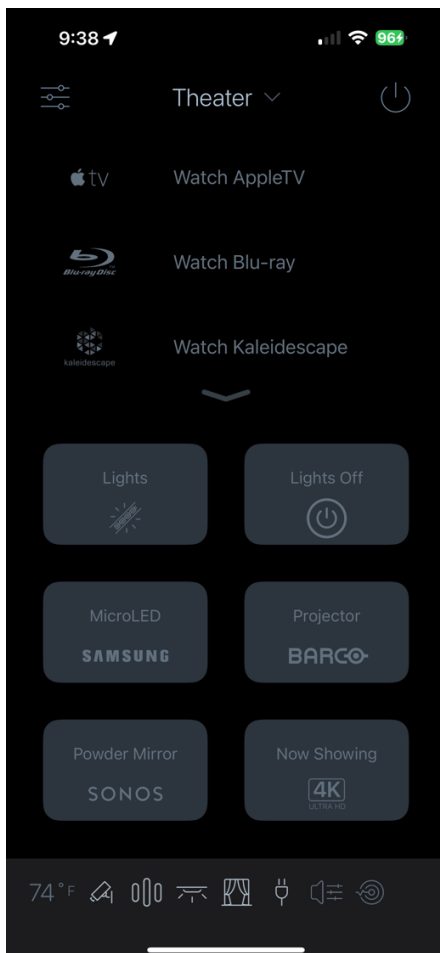 9:38
96
Theater
tv
Watch AppleTV
Blu-ray Disc
Watch Blu-ray
kaleidescape
Watch Kaleidescape
Lights
Lights Off
MicroLED
Projector
SAMSUNG
BARCO
Powder Mirror
Now Showing
SONOS
4K
ULTRA HD
74°F